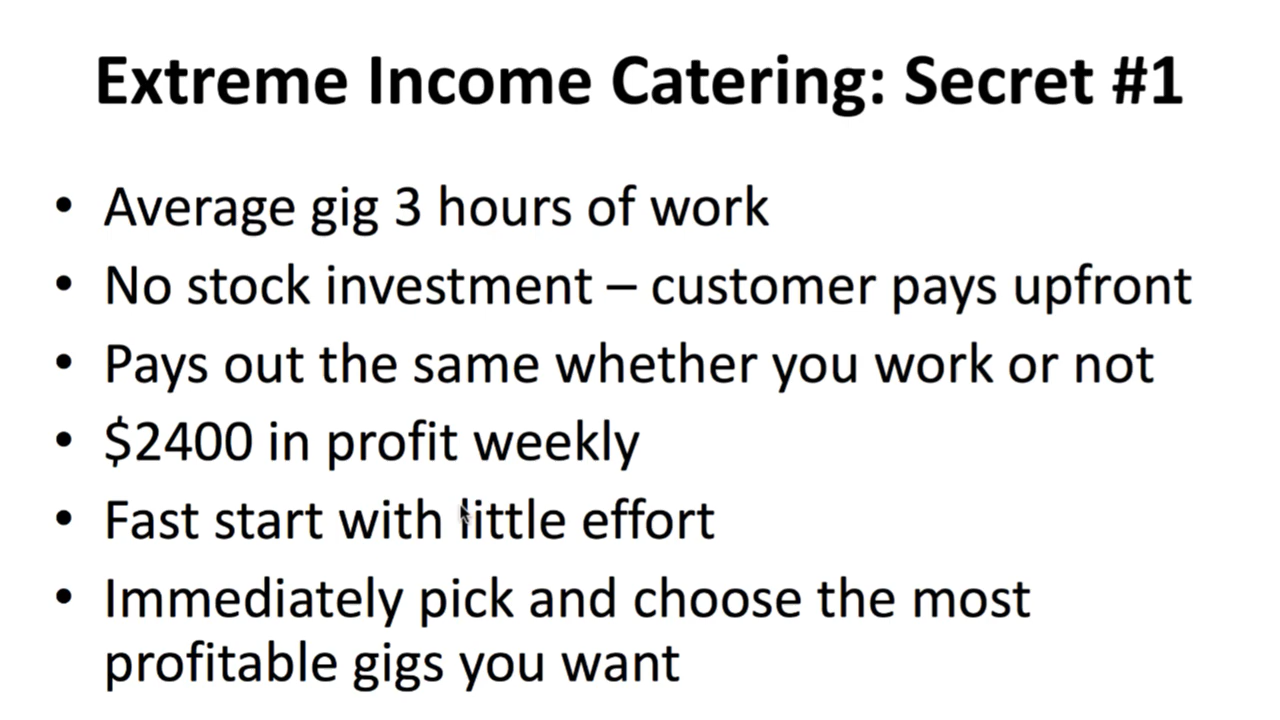 Extreme Income Catering: Secret #1
• Average gig 3 hours of work
• No stock investment – customer pays upfront
• Pays out the same whether you work or not
• $2400 in profit weekly
• Fast start with little effort
• Immediately pick and choose the most
profitable gigs you want